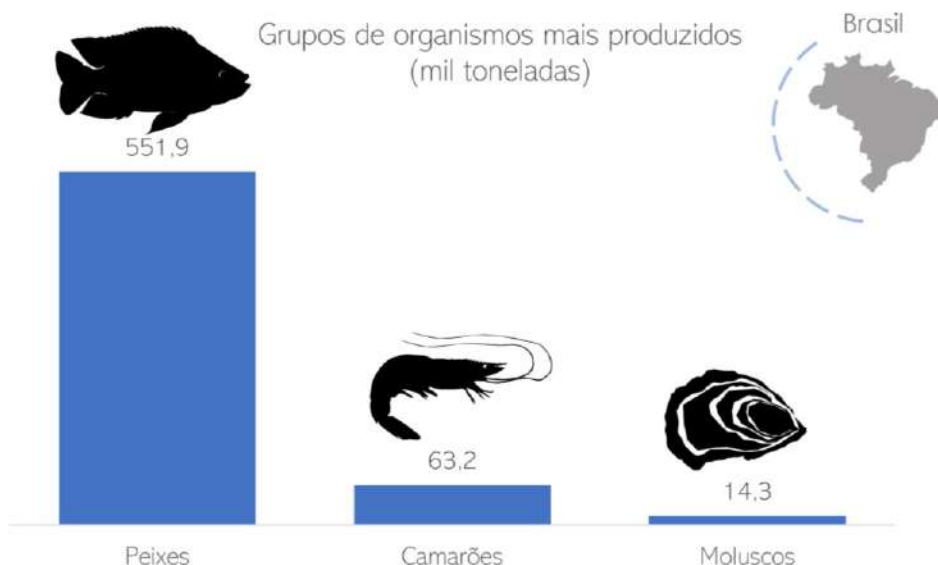 Grupos de organismos mais produzidos
(mil toneladas)
Brasil
551,9
63,2
14,3
Peixes
Camarões
Moluscos